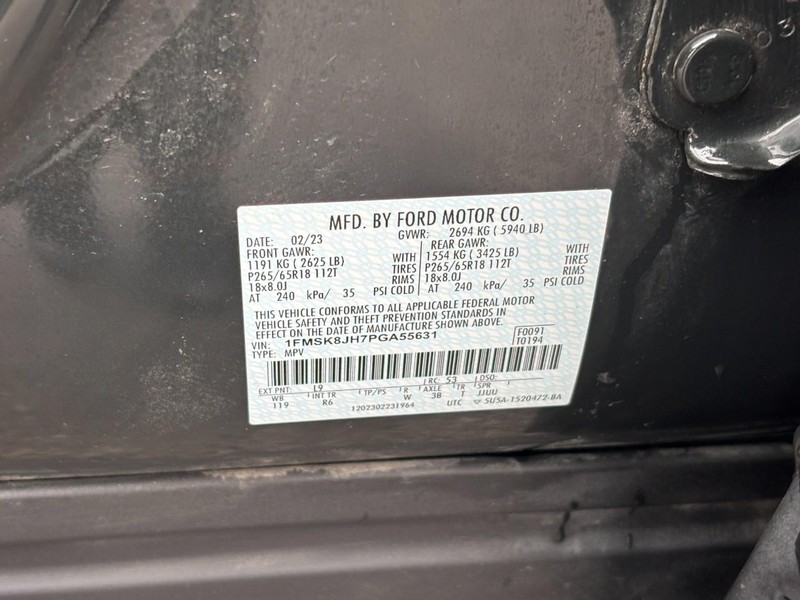 MFD. BY FORD MOTOR CO.
DATE: 02/23 GVWR: 2694 KG ( 5940 LB)
FRONT GAWR: REAR GAWR:
1191 KG ( 2625 LB) WITH 1554 KG ( 3425 LB) WITH
P265/65R18 112T TIRES P265/65R18 112T TIRES
18x8.0J RIMS 18x8.0J RIMS
AT 240 kPa/ 35 PSI COLD AT 240 kPa/ 35 PSI COLD
THIS VEHICLE CONFORMS TO ALL APPLICABLE FEDERAL MOTOR
VEHICLE SAFETY AND THEFT PREVENTION STANDARDS IN
EFFECT ON THE DATE OF MANUFACTURE SHOWN ABOVE.
VIN: 1FMSK8JH7PGA55631 F0091
TYPE: MPV T0194
EXT PNT: L9 RC: 53 DSO:
WB INT TR TP/PS R AXLE TR SPR
119 R6 W 3B T JJUU
1202302231964 UTC 5U5A-1520472-BA